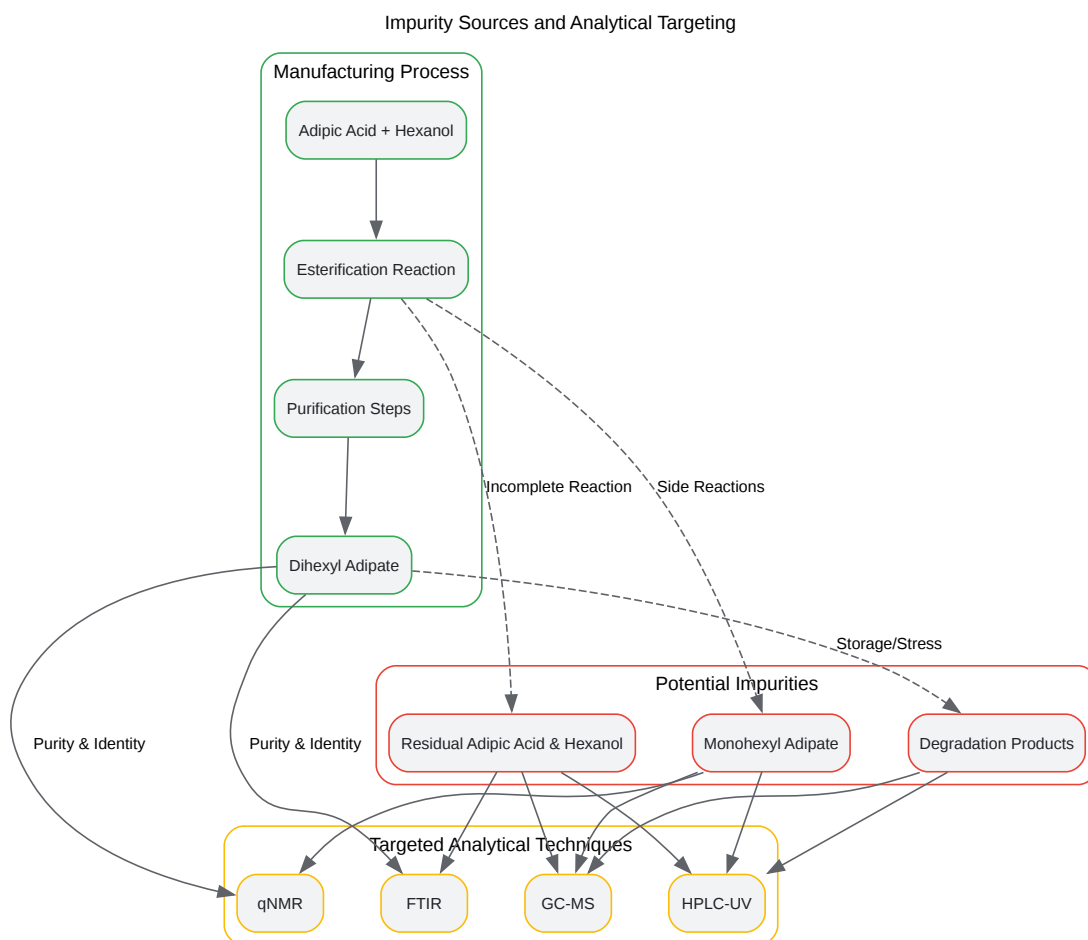 Impurity Sources and Analytical Targeting
Manufacturing Process
Adipic Acid + Hexanol
Esterification Reaction
Purification Steps
Incomplete Reaction
Side Reactions
Dihexyl Adipate
Storage/Stress
Potential Impurities
Purity & Identity
Purity & Identity
Residual Adipic Acid & Hexanol
Monohexyl Adipate
Degradation Products
Targeted Analytical Techniques
qNMR
FTIR
GC-MS
HPLC-UV